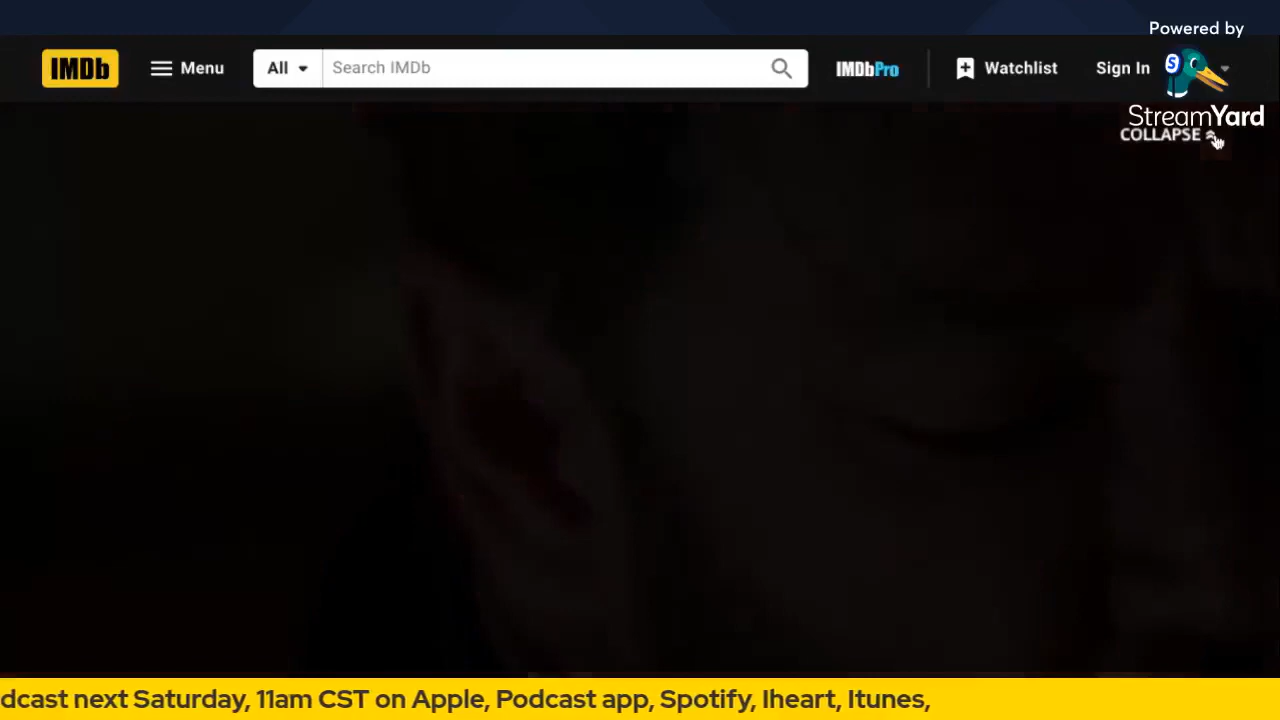 Powered by
IMDb Menu All Search IMDb IMDbPro Watchlist Sign In
S
StreamYard
COLLAPSE
dcast next Saturday, 11am CST on Apple, Podcast app, Spotify, Iheart, Itunes,